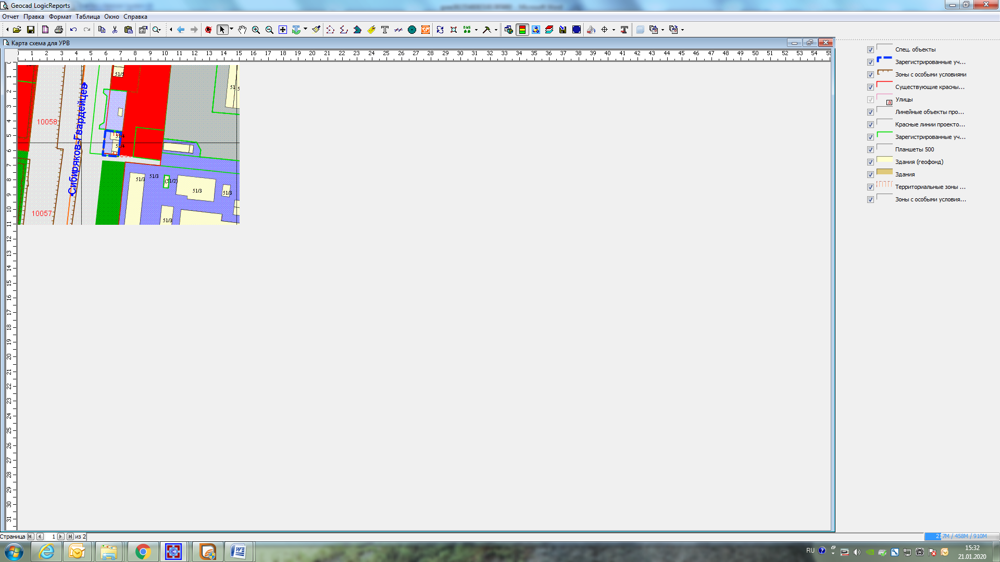 Geocad LogicReports
Отчет Правка Формат Таблица Окно Справка
Карта схема для УРВ
1 2 3 4 5 6 7 8 9 10 11 12 13 14 15 16 17 18 19 20 21 22 23 24 25 26 27 28 29 30 31 32 33 34 35 36 37 38 39 40 41 42 43 44 45 46 47 48 49 50 51 52 53 54 55
0
1
2
3
4
5
6
7
8
9
10
11
12
13
14
15
16
17
18
19
20
21
22
23
24
25
26
27
28
29
30
31
51/5
51
10058
Сибиряков-Гвардейцев
51/4
51/3
51/3
(51/2)
51/3
51/3
10057
51/3
Спец. объекты
Зарегистрированные уч...
Зоны с особыми условиями
Существующие красны...
a
Улицы
Линейные объекты про...
Красные линии проекто...
Зарегистрированные уч...
Планшеты 500
Здания (геофонд)
Здания
Территориальные зоны ...
Зоны с особыми условия...
Страница 1 из 2
217M / 458M / 910M
RU
15:32
21.01.2020